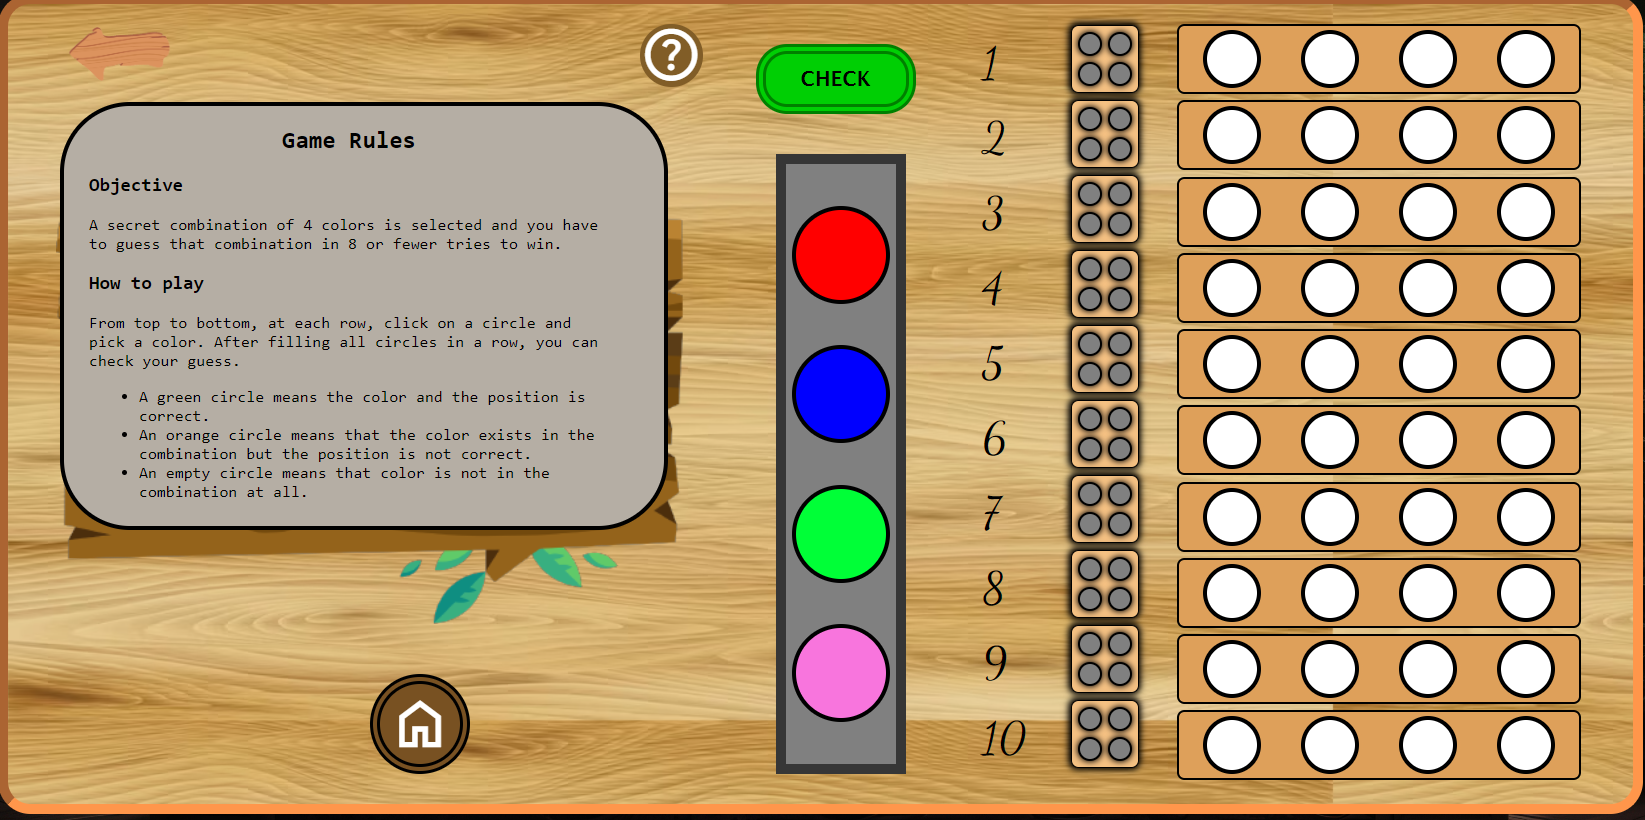 ?
CHECK
Game Rules
Objective
A secret combination of 4 colors is selected and you have
to guess that combination in 8 or fewer tries to win.
How to play
From top to bottom, at each row, click on a circle and
pick a color. After filling all circles in a row, you can
check your guess.
• A green circle means the color and the position is
correct.
• An orange circle means that the color exists in the
combination but the position is not correct.
• An empty circle means that color is not in the
combination at all.
1
2
3
4
5
6
7
8
9
10